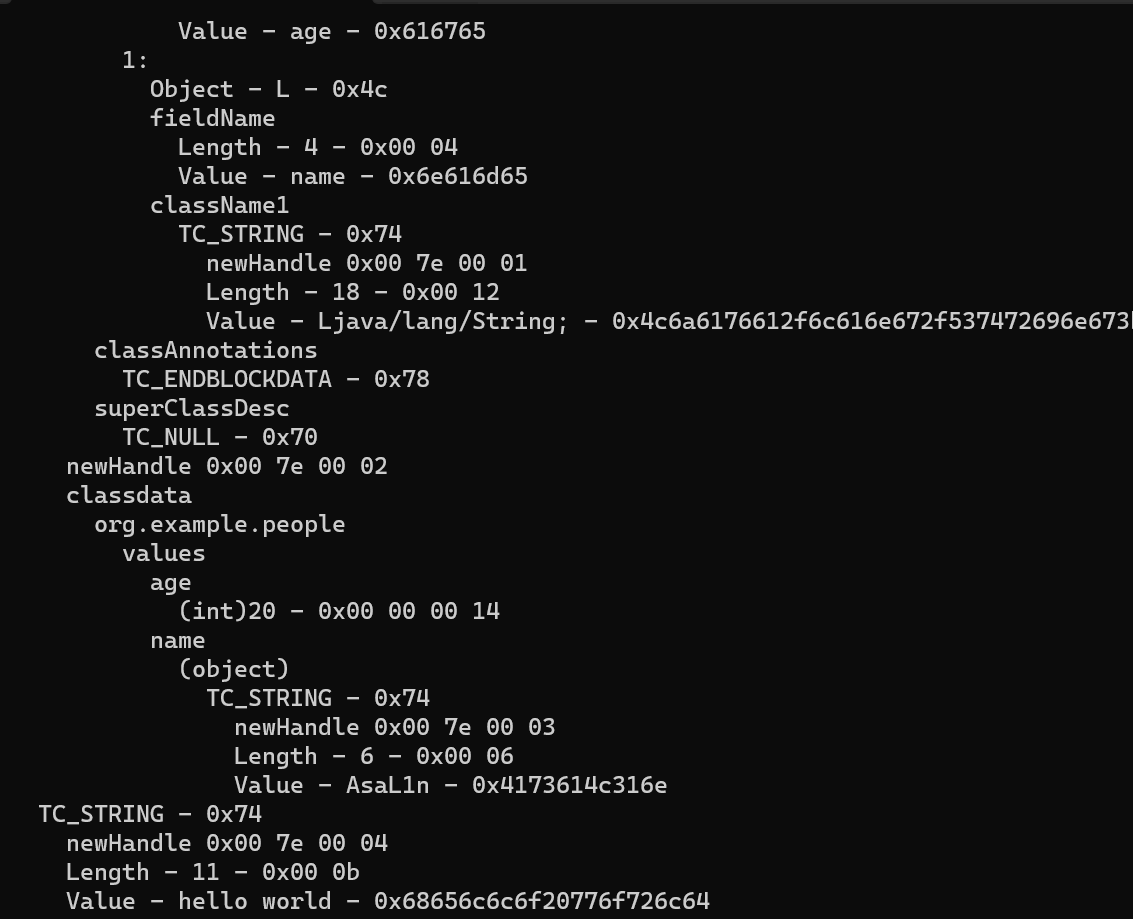 Value – age – 0x616765
1:
Object – L – 0x4c
fieldName
Length – 4 – 0x00 04
Value – name – 0x6e616d65
className1
TC_STRING – 0x74
newHandle 0x00 7e 00 01
Length – 18 – 0x00 12
Value – Ljava/lang/String; – 0x4c6a6176612f6c616e672f537472696e673
classAnnotations
TC_ENDBLOCKDATA – 0x78
superClassDesc
TC_NULL – 0x70
newHandle 0x00 7e 00 02
classdata
org.example.people
values
age
(int)20 – 0x00 00 00 14
name
(object)
TC_STRING – 0x74
newHandle 0x00 7e 00 03
Length – 6 – 0x00 06
Value – AsaL1n – 0x4173614c316e
TC_STRING – 0x74
newHandle 0x00 7e 00 04
Length – 11 – 0x00 0b
Value – hello world – 0x68656c6c6f20776f726c64